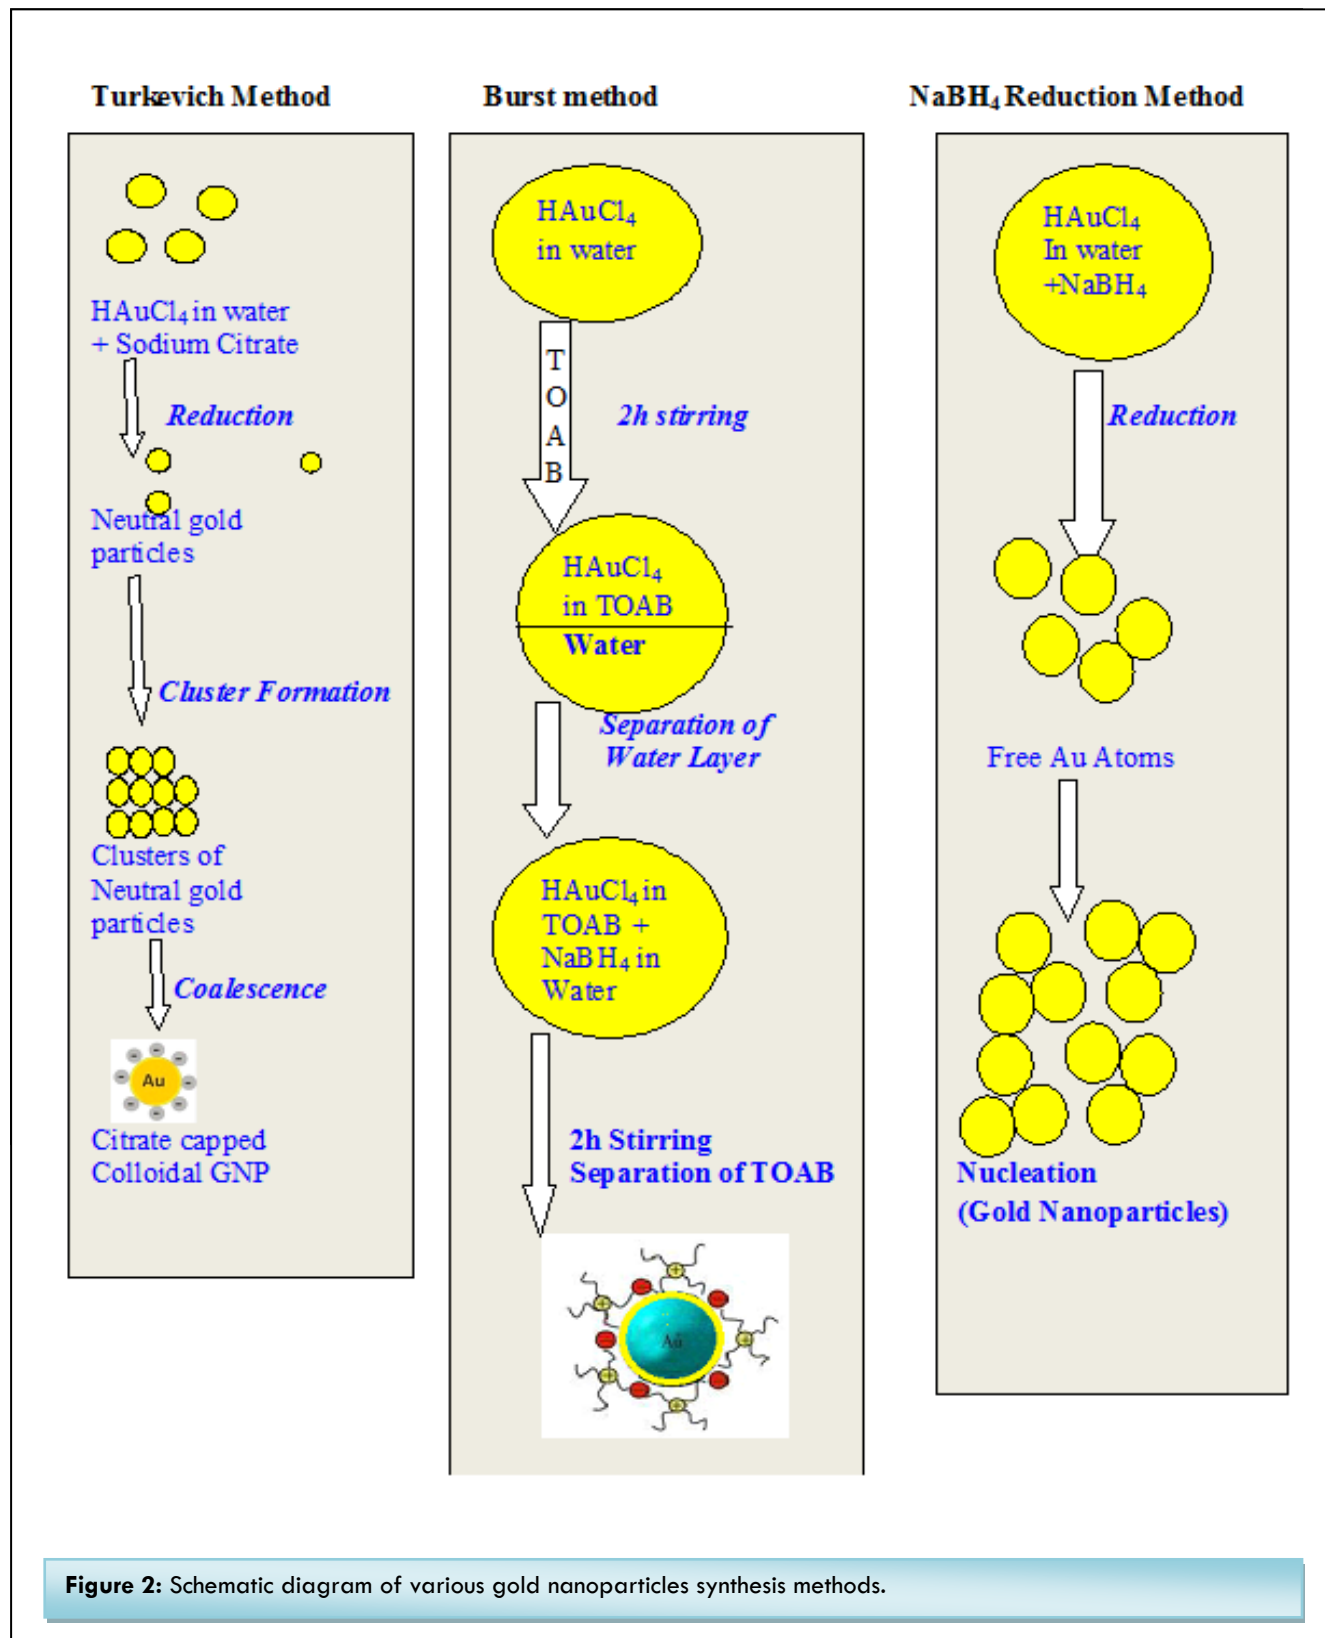 Turkevich Method
HAuCl₄ in water
+ Sodium Citrate
Reduction
Neutral gold
particles
Cluster Formation
Clusters of
Neutral gold
particles
Coalescence
Au
Citrate capped
Colloidal GNP
Burst method
HAuCl₄
in water
T
O
A
B
2h stirring
HAuCl₄
in TOAB
Water
Separation of
Water Layer
HAuCl₄ in
TOAB +
NaBH₄ in
Water
2h Stirring
Separation of TOAB
Au
NaBH₄ Reduction Method
HAuCl₄
In water
+NaBH₄
Reduction
Free Au Atoms
Nucleation
(Gold Nanoparticles)
Figure 2: Schematic diagram of various gold nanoparticles synthesis methods.